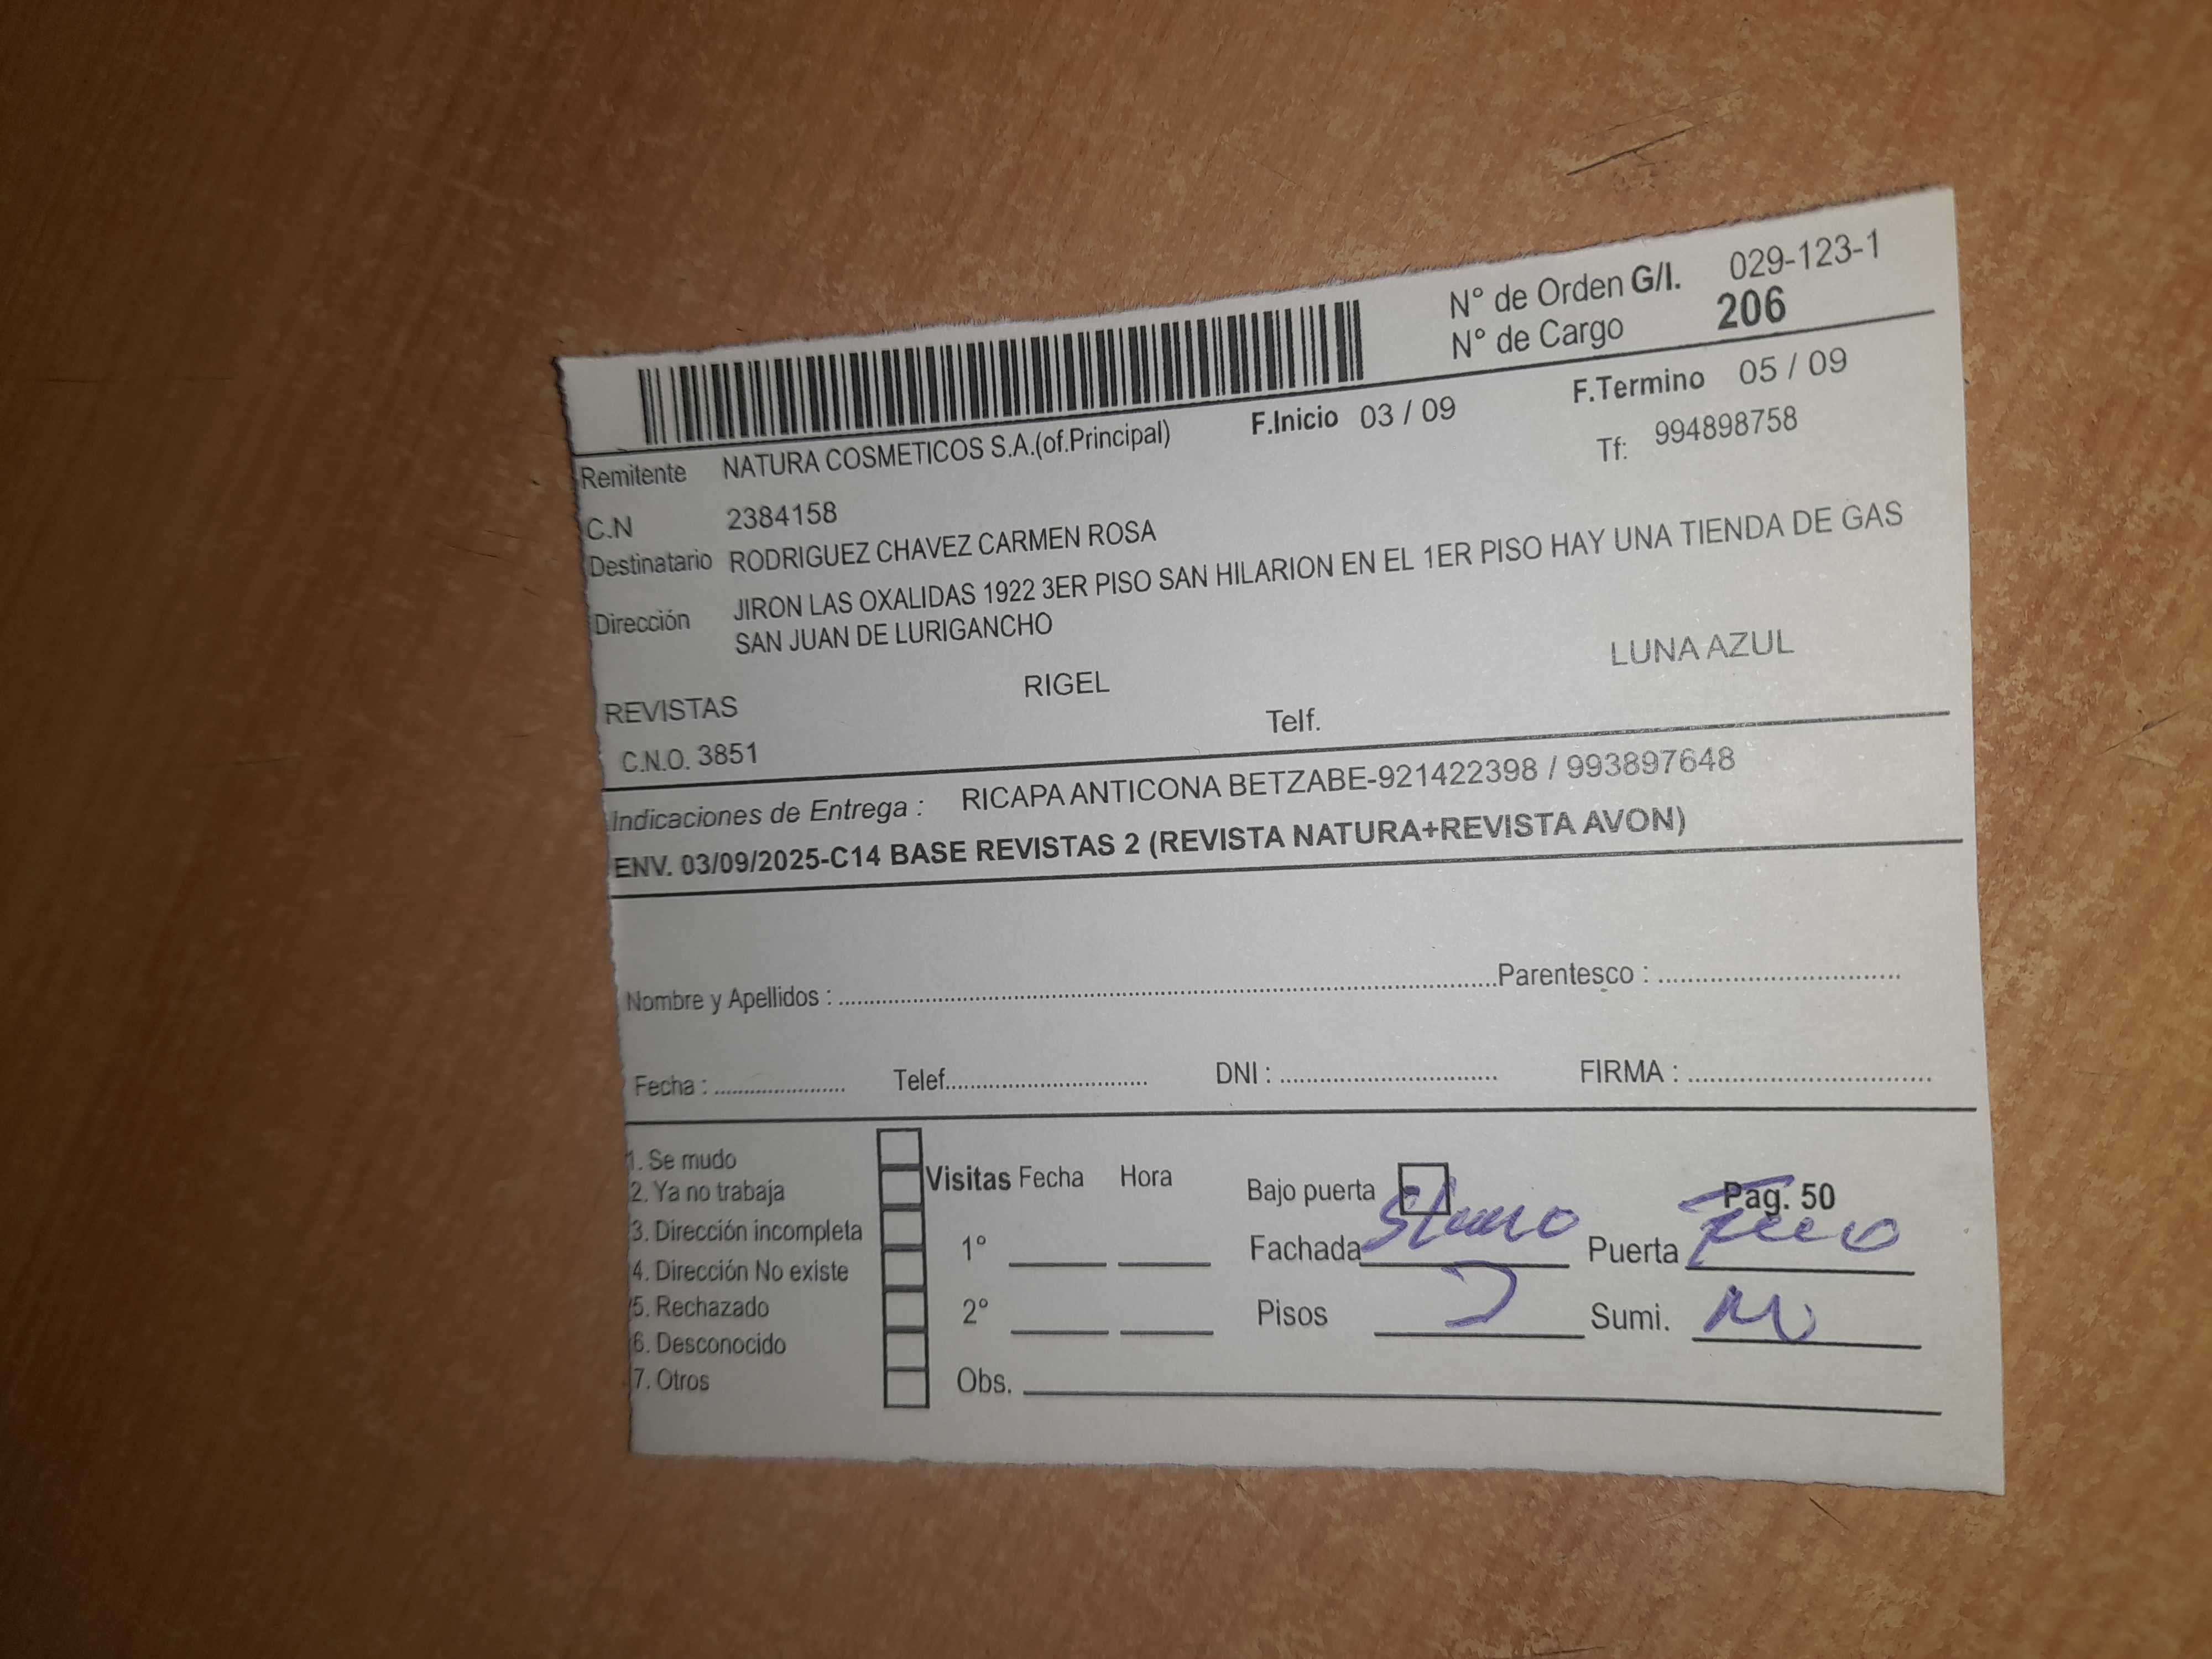 N° de Orden G/I. 029-123-1
N° de Cargo 206
F.Inicio 03 / 09 F.Termino 05 / 09
Remitente NATURA COSMETICOS S.A.(of.Principal) Tf: 994898758
C.N 2384158
Destinatario RODRIGUEZ CHAVEZ CARMEN ROSA
Dirección JIRON LAS OXALIDAS 1922 3ER PISO SAN HILARION EN EL 1ER PISO HAY UNA TIENDA DE GAS
SAN JUAN DE LURIGANCHO
REVISTAS RIGEL LUNA AZUL
C.N.O. 3851 Telf.
Indicaciones de Entrega : RICAPA ANTICONA BETZABE-921422398 / 993897648
ENV. 03/09/2025-C14 BASE REVISTAS 2 (REVISTA NATURA+REVISTA AVON)
Nombre y Apellidos : Parentesco :
Fecha : Telef. DNI : FIRMA :
1. Se mudo
2. Ya no trabaja
3. Dirección incompleta
4. Dirección No existe
5. Rechazado
6. Desconocido
7. Otros
Visitas Fecha Hora
1°
2°
Obs.
Bajo puerta Pag. 50
Fachada Puerta
Pisos Sumi.